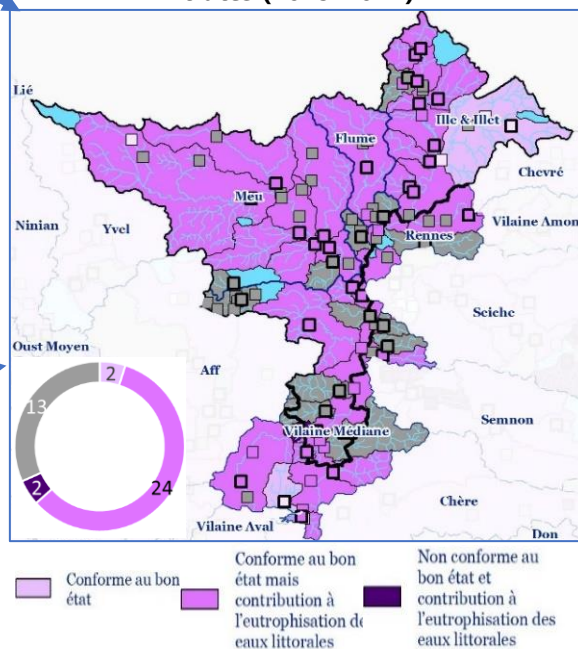 Lié
Flume
Ille & Illet
Chevré
Meu
Ninian
Yvel
Vilaine Amon
Rennes
Seiche
Oust Moyen
Aff
Semnon
Vilaine Médiane
Chère
Vilaine Aval
Don
2
13
2
24
Conforme au bon
état
Conforme au bon
état mais
contribution à
l'eutrophisation de
eaux littorales
Non conforme au
bon état et
contribution à
l'eutrophisation des
eaux littorales